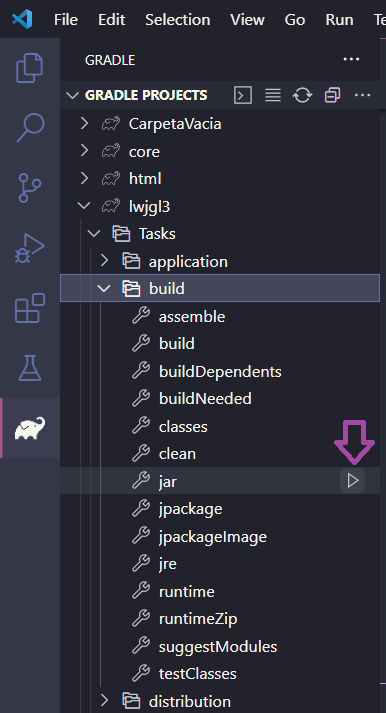 File Edit Selection View Go Run
GRADLE
GRADLE PROJECTS
CarpetaVacia
core
html
lwjgl3
Tasks
application
build
assemble
build
buildDependents
buildNeeded
classes
clean
jar
jpackage
jpackageImage
jre
runtime
runtimeZip
suggestModules
testClasses
distribution